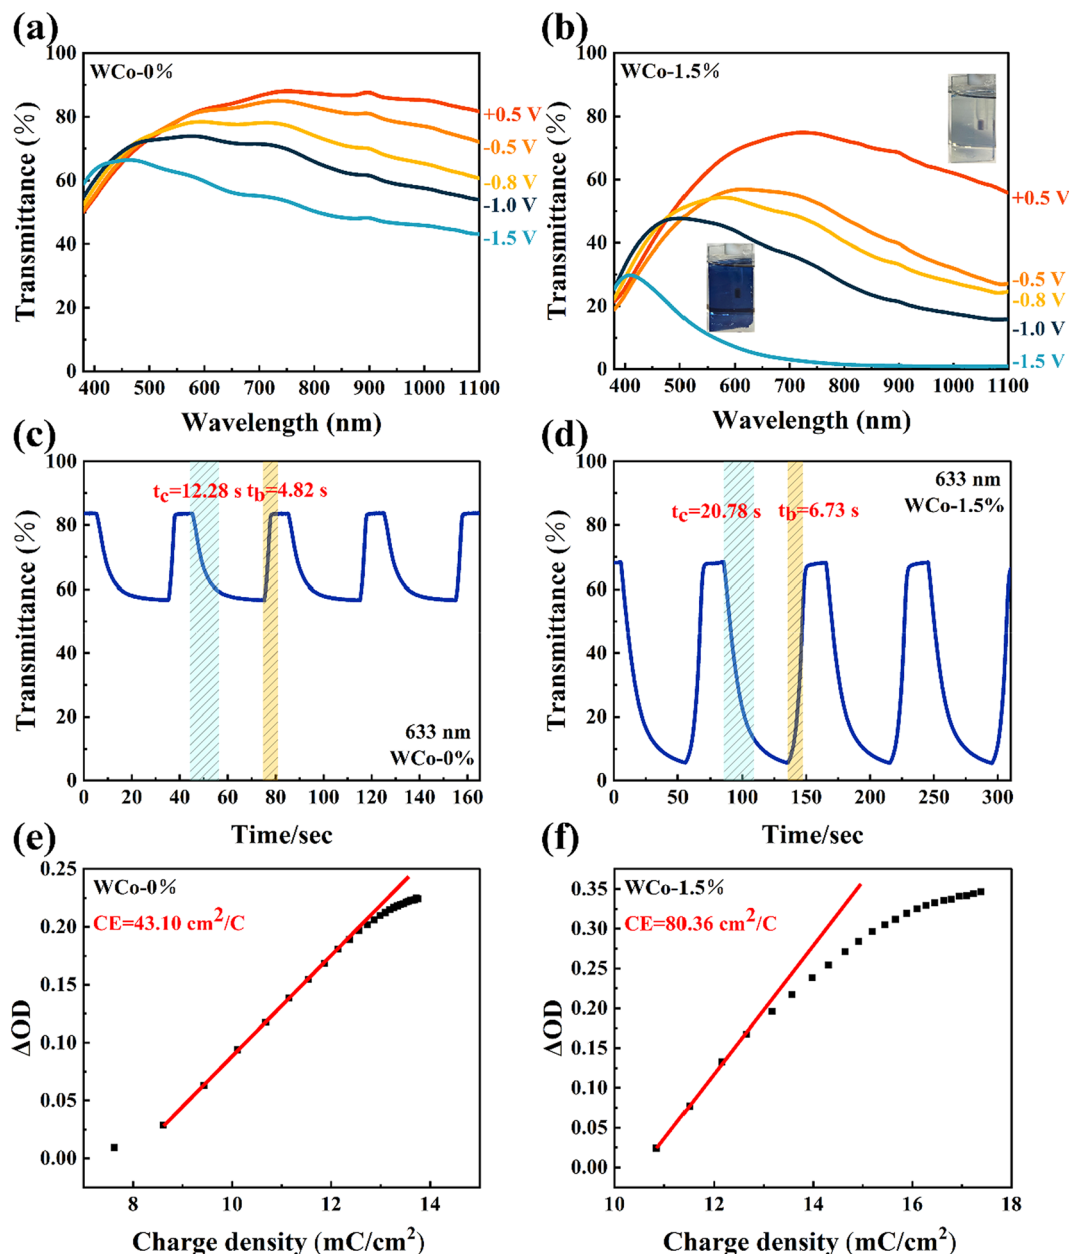 (a)
WCo-0%
100
80
60
40
20
0
Transmittance (%)
400 500 600 700 800 900 1000 1100
Wavelength (nm)
+0.5 V
-0.5 V
-0.8 V
-1.0 V
-1.5 V
(b)
WCo-1.5%
100
80
60
40
20
0
Transmittance (%)
400 500 600 700 800 900 1000 1100
Wavelength (nm)
+0.5 V
-0.5 V
-0.8 V
-1.0 V
-1.5 V
(c)
100
80
60
40
20
0
Transmittance (%)
tc=12.28 s tb=4.82 s
633 nm
WCo-0%
0 20 40 60 80 100 120 140 160
Time/sec
(d)
100
80
60
40
20
0
Transmittance (%)
633 nm
WCo-1.5%
tc=20.78 s tb=6.73 s
0 50 100 150 200 250 300
Time/sec
(e)
WCo-0%
CE=43.10 cm²/C
0.25
0.20
0.15
0.10
0.05
0.00
ΔOD
8 10 12 14
Charge density (mC/cm²)
(f)
WCo-1.5%
CE=80.36 cm²/C
0.35
0.30
0.25
0.20
0.15
0.10
0.05
0.00
ΔOD
10 12 14 16 18
Charge density (mC/cm²)